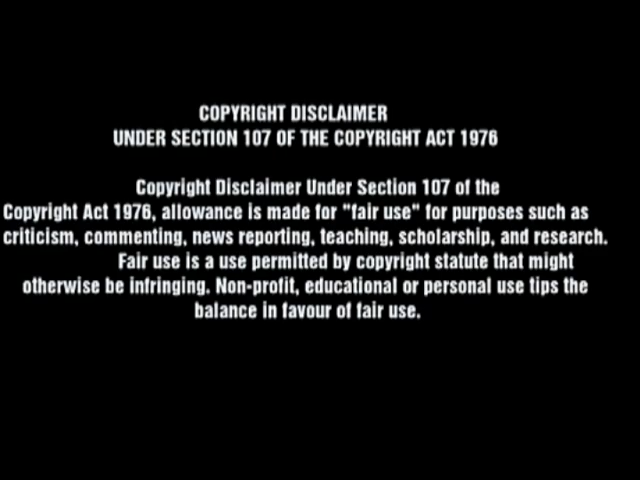 COPYRIGHT DISCLAIMER
UNDER SECTION 107 OF THE COPYRIGHT ACT 1976
Copyright Disclaimer Under Section 107 of the
Copyright Act 1976, allowance is made for "fair use" for purposes such as
criticism, commenting, news reporting, teaching, scholarship, and research.
Fair use is a use permitted by copyright statute that might
otherwise be infringing. Non-profit, educational or personal use tips the
balance in favour of fair use.